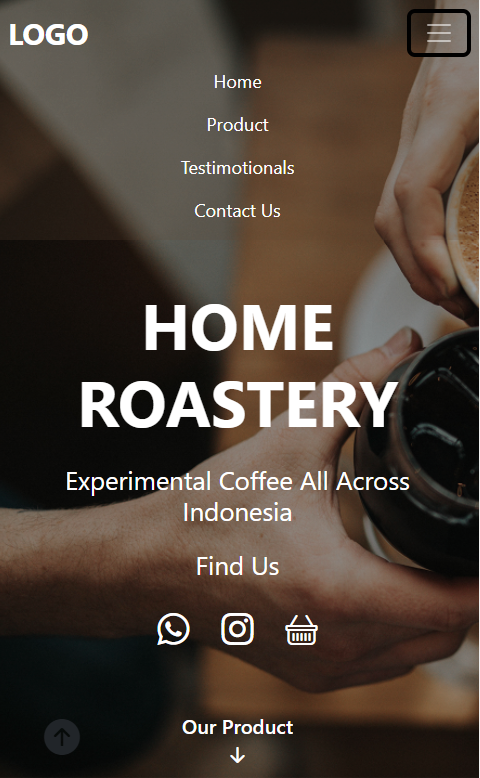 LOGO
Home
Product
Testimotionals
Contact Us
HOME
ROASTERY
Experimental Coffee All Across
Indonesia
Find Us
Our Product